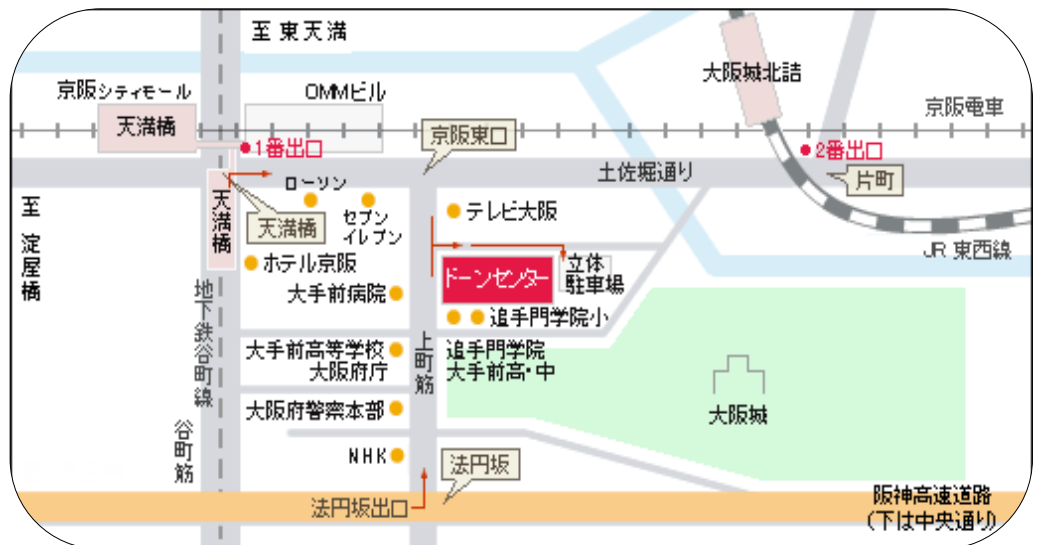 至 東天満
大阪城北詰
京阪シティモール
OMMビル
京阪電車
天満橋
京阪東口
●1番出口
●2番出口
土佐堀通り
片町
ローソン
天満橋
セブン
イレブン
天満橋
テレビ大阪
至 淀屋橋
JR 東西線
ホテル京阪
ドーンセンター
立体
駐車場
大手前病院
地下鉄谷町線
追手門学院小
上町筋
大手前高等学校
大阪府庁
追手門学院
大手前高・中
大阪城
大阪府警察本部
谷町筋
NHK
法円坂
法円坂出口
阪神高速道路
(下は中央通り)